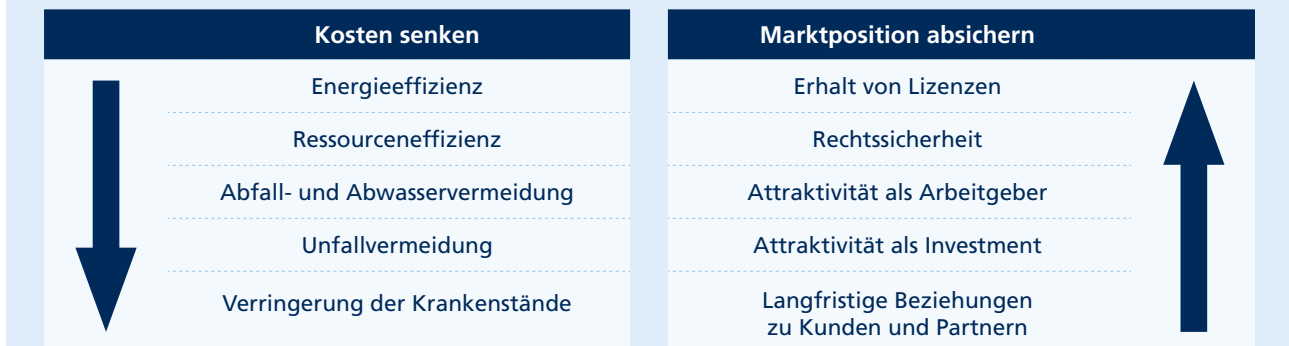 Kosten senken
Energieeffizienz
Ressourceneffizienz
Abfall- und Abwasservermeidung
Unfallvermeidung
Verringerung der Krankenstände
Marktposition absichern
Erhalt von Lizenzen
Rechtssicherheit
Attraktivität als Arbeitgeber
Attraktivität als Investment
Langfristige Beziehungen
zu Kunden und Partnern